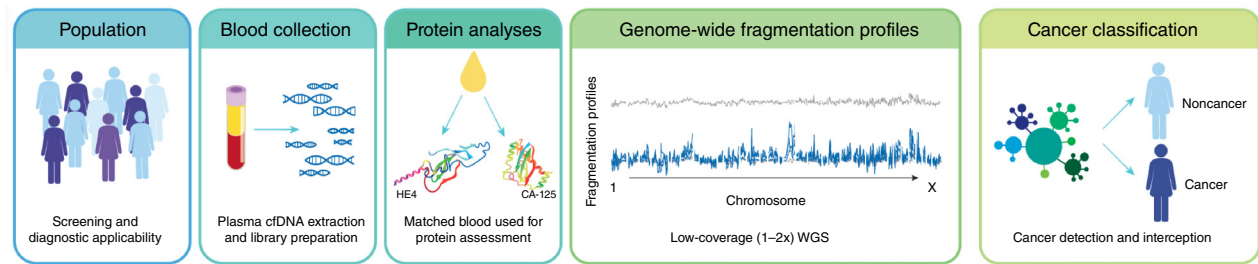 Population
Screening and
diagnostic applicability
Blood collection
Plasma cfDNA extraction
and library preparation
Protein analyses
HE4
CA-125
Matched blood used for
protein assessment
Genome-wide fragmentation profiles
Fragmentation profiles
1
X
Chromosome
Low-coverage (1–2x) WGS
Cancer classification
Noncancer
Cancer
Cancer detection and interception